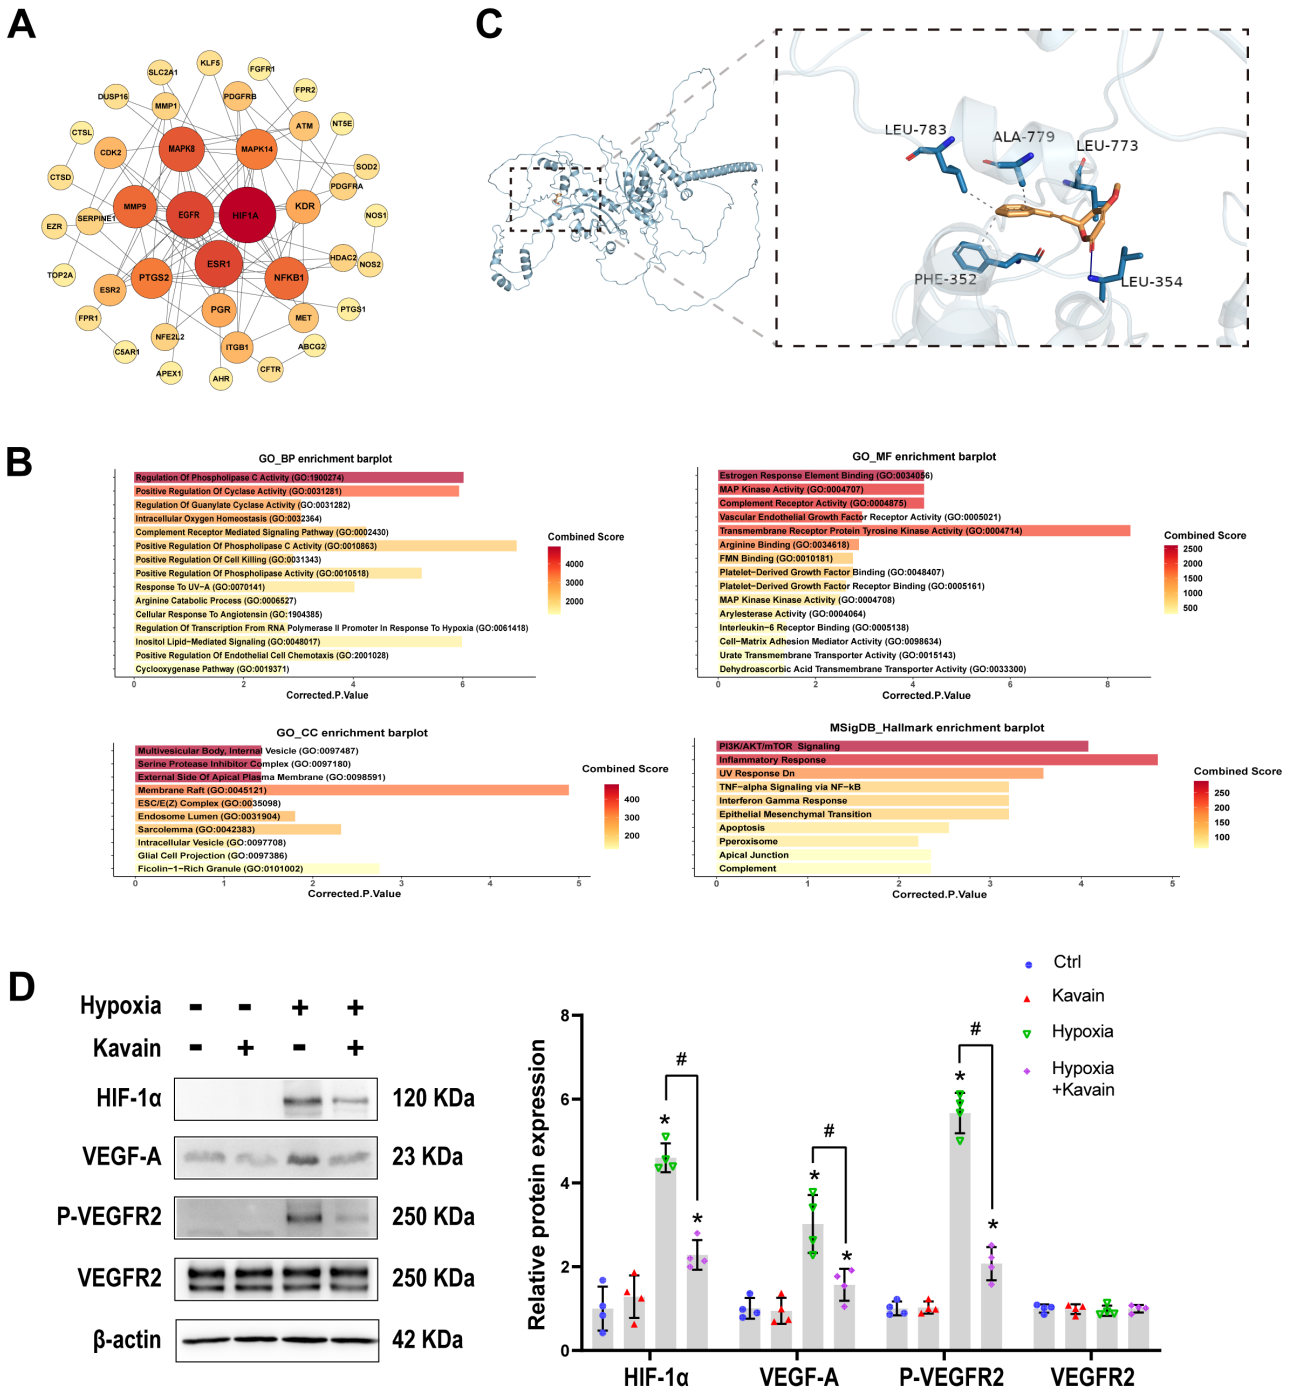 A
KLF5
SLC2A1
FGFR1
DUSP16
MMP1
PDGFRB
FPR2
CTSL
ATM
NT5E
CDK2
MAPK8
MAPK14
SOD2
CTSD
PDGFRA
MMP9
EGFR
HIF1A
KDR
NOS1
EZR
SERPINE1
ESR1
HDAC2
NOS2
TOP2A
PTGS2
NFKB1
ESR2
PGR
PTGS1
FPR1
MET
NFE2L2
ITGB1
ABCG2
C5AR1
CFTR
APEX1
AHR
C
LEU-783
ALA-779
LEU-773
PHE-352
LEU-354
B
GO_BP enrichment barplot
Regulation Of Phospholipase C Activity (GO:1900274)
Positive Regulation Of Cyclase Activity (GO:0031281)
Regulation Of Guanylate Cyclase Activity (GO:0031282)
Intracellular Oxygen Homeostasis (GO:0032364)
Complement Receptor Mediated Signaling Pathway (GO:0002430)
Positive Regulation Of Phospholipase C Activity (GO:0010863)
Positive Regulation Of Cell Killing (GO:0031343)
Positive Regulation Of Phospholipase Activity (GO:0010518)
Response To UV−A (GO:0070141)
Arginine Catabolic Process (GO:0006527)
Cellular Response To Angiotensin (GO:1904385)
Regulation Of Transcription From RNA Polymerase II Promoter In Response To Hypoxia (GO:0061418)
Inositol Lipid−Mediated Signaling (GO:0048017)
Positive Regulation Of Endothelial Cell Chemotaxis (GO:2001028)
Cyclooxygenase Pathway (GO:0019371)
0 2 4 6
Corrected.P.Value
Combined Score
4000
3000
2000
GO_MF enrichment barplot
Estrogen Response Element Binding (GO:0034056)
MAP Kinase Activity (GO:0004707)
Complement Receptor Activity (GO:0004875)
Vascular Endothelial Growth Factor Receptor Activity (GO:0005021)
Transmembrane Receptor Protein Tyrosine Kinase Activity (GO:0004714)
Arginine Binding (GO:0034618)
FMN Binding (GO:0010181)
Platelet−Derived Growth Factor Binding (GO:0048407)
Platelet−Derived Growth Factor Receptor Binding (GO:0005161)
MAP Kinase Kinase Activity (GO:0004708)
Arylesterase Activity (GO:0004064)
Interleukin−6 Receptor Binding (GO:0005138)
Cell−Matrix Adhesion Mediator Activity (GO:0098634)
Urate Transmembrane Transporter Activity (GO:0015143)
Dehydroascorbic Acid Transmembrane Transporter Activity (GO:0033300)
0 2 4 6 8
Corrected.P.Value
Combined Score
2500
2000
1500
1000
500
GO_CC enrichment barplot
Multivesicular Body, Internal Vesicle (GO:0097487)
Serine Protease Inhibitor Complex (GO:0097180)
External Side Of Apical Plasma Membrane (GO:0098591)
Membrane Raft (GO:0045121)
ESC/E(Z) Complex (GO:0035098)
Endosome Lumen (GO:0031904)
Sarcolemma (GO:0042383)
Intracellular Vesicle (GO:0097708)
Glial Cell Projection (GO:0097386)
Ficolin−1−Rich Granule (GO:0101002)
0 1 2 3 4 5
Corrected.P.Value
Combined Score
400
300
200
MSigDB_Hallmark enrichment barplot
PI3K/AKT/mTOR Signaling
Inflammatory Response
UV Response Dn
TNF−alpha Signaling via NF−kB
Interferon Gamma Response
Epithelial Mesenchymal Transition
Apoptosis
Pperoxisome
Apical Junction
Complement
0 1 2 3 4 5
Corrected.P.Value
Combined Score
250
200
150
100
D
Hypoxia - - + +
Kavain - + - +
HIF-1α 120 KDa
VEGF-A 23 KDa
P-VEGFR2 250 KDa
VEGFR2 250 KDa
β-actin 42 KDa
Ctrl
Kavain
Hypoxia
Hypoxia
+Kavain
Relative protein expression
8
6
4
2
0
* # *
* # *
* # *
HIF-1α VEGF-A P-VEGFR2 VEGFR2